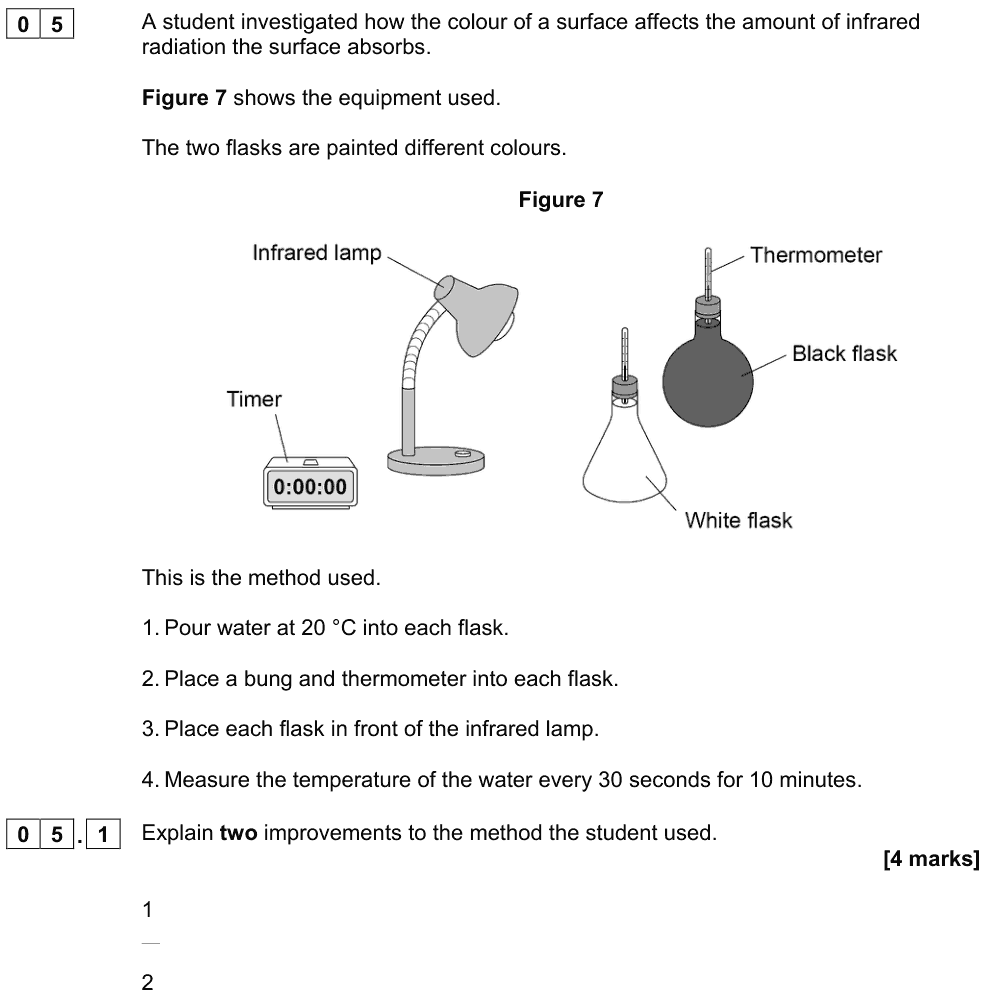 0 5 A student investigated how the colour of a surface affects the amount of infrared
radiation the surface absorbs.
Figure 7 shows the equipment used.
The two flasks are painted different colours.
Figure 7
Infrared lamp
Thermometer
Black flask
Timer
0:00:00
White flask
This is the method used.
1. Pour water at 20 °C into each flask.
2. Place a bung and thermometer into each flask.
3. Place each flask in front of the infrared lamp.
4. Measure the temperature of the water every 30 seconds for 10 minutes.
0 5 . 1 Explain two improvements to the method the student used.
[4 marks]
1
2